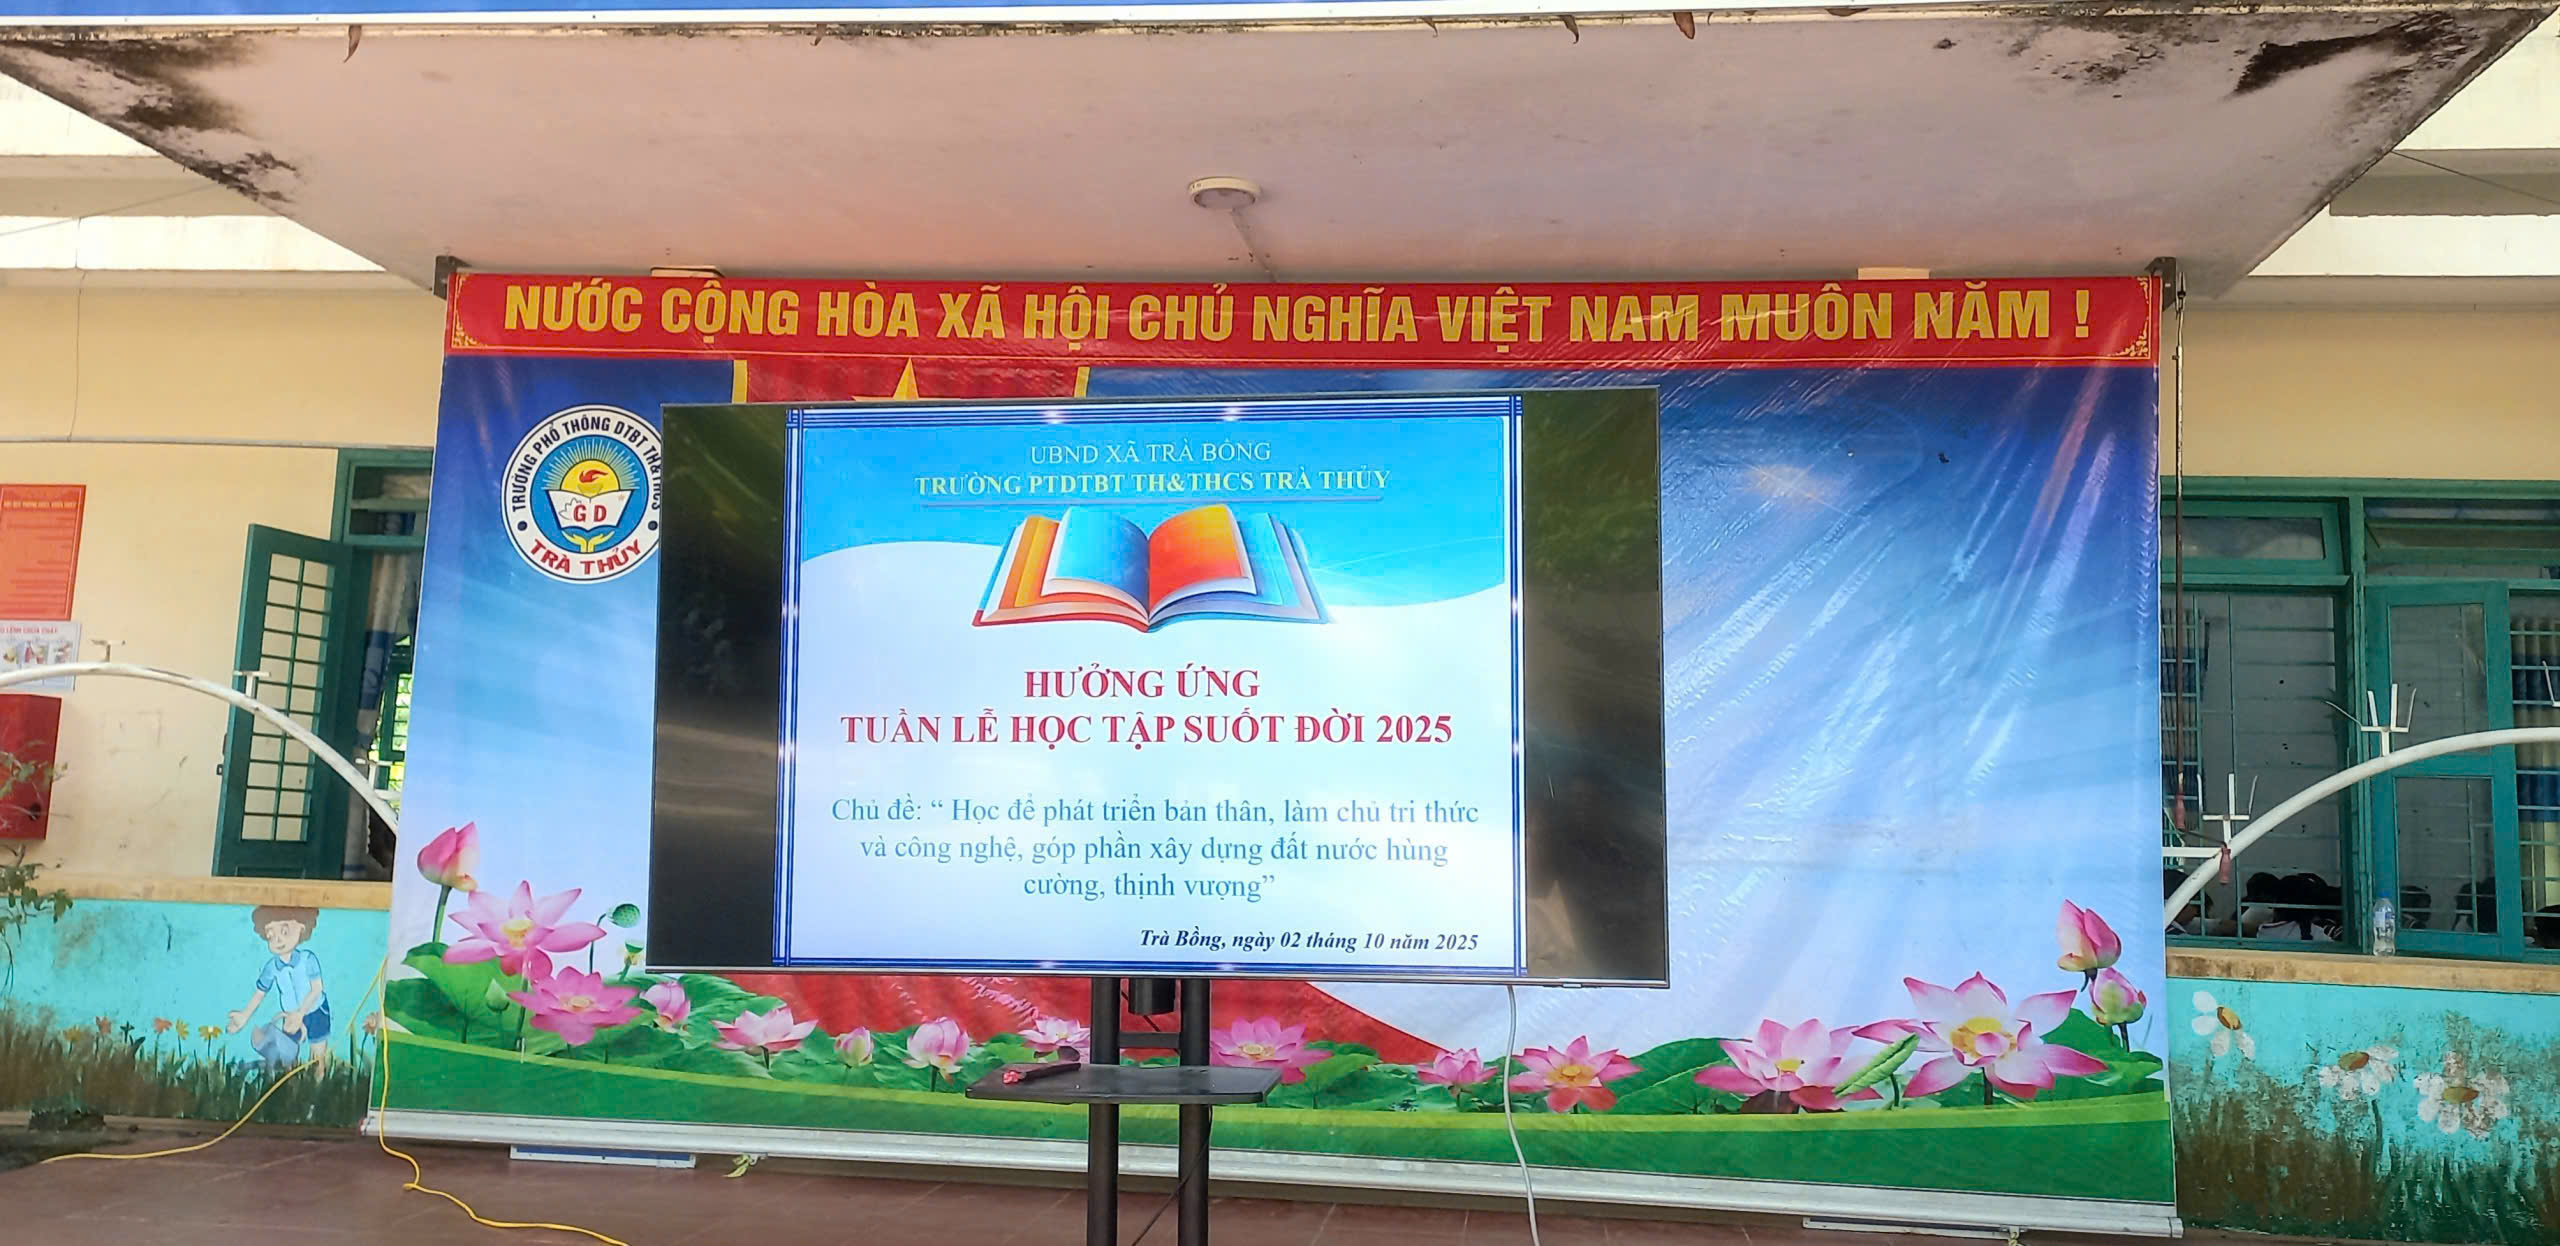 NƯỚC CỘNG HÒA XÃ HỘI CHỦ NGHĨA VIỆT NAM MUÔN NĂM !
TRƯỜNG PHỔ THÔNG DTBT TH&THCS
GD
TRÀ THỦY
UBND XÃ TRÀ BỒNG
TRƯỜNG PTDTBT TH&THCS TRÀ THỦY
HƯỞNG ỨNG
TUẦN LỄ HỌC TẬP SUỐT ĐỜI 2025
Chủ đề: “ Học để phát triển bản thân, làm chủ tri thức
và công nghệ, góp phần xây dựng đất nước hùng
cường, thịnh vượng”
Trà Bồng, ngày 02 tháng 10 năm 2025